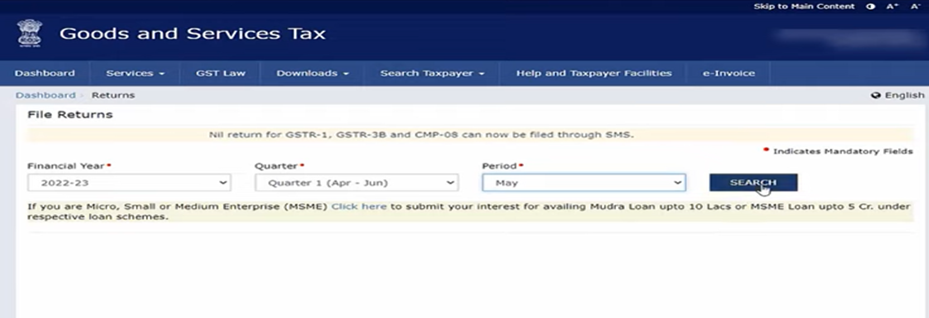 Skip to Main Content A+ A-
Goods and Services Tax
Dashboard Services GST Law Downloads Search Taxpayer Help and Taxpayer Facilities e-Invoice
Dashboard Returns English
File Returns
Nil return for GSTR-1, GSTR-3B and CMP-08 can now be filed through SMS.
• Indicates Mandatory Fields
Financial Year• Quarter• Period•
2022-23 Quarter 1 (Apr - Jun) May SEARCH
If you are Micro, Small or Medium Enterprise (MSME) Click here to submit your interest for availing Mudra Loan upto 10 Lacs or MSME Loan upto 5 Cr. under
respective loan schemes.